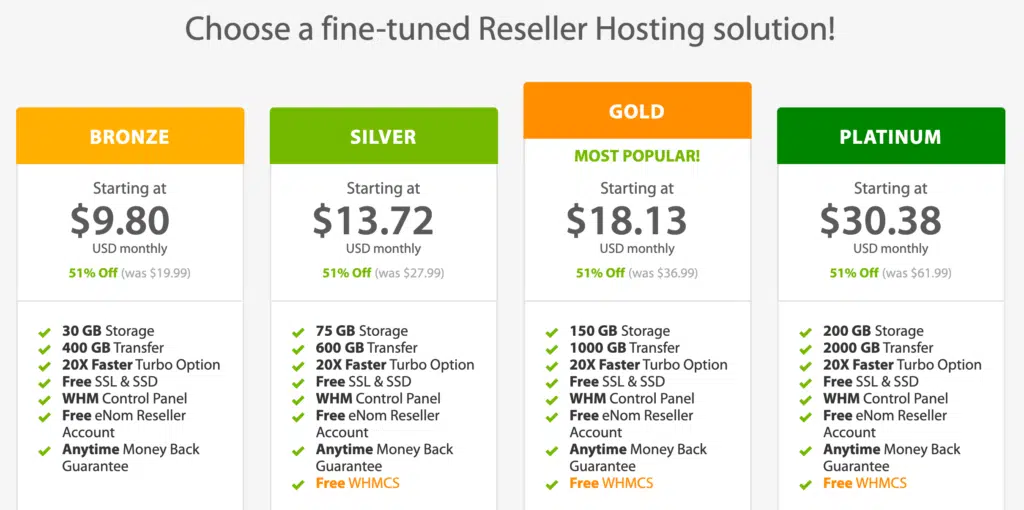 Choose a fine-tuned Reseller Hosting solution!
BRONZE
Starting at
$9.80
USD monthly
51% Off (was $19.99)
30 GB Storage
400 GB Transfer
20X Faster Turbo Option
Free SSL & SSD
WHM Control Panel
Free eNom Reseller
Account
Anytime Money Back
Guarantee
SILVER
Starting at
$13.72
USD monthly
51% Off (was $27.99)
75 GB Storage
600 GB Transfer
20X Faster Turbo Option
Free SSL & SSD
WHM Control Panel
Free eNom Reseller
Account
Anytime Money Back
Guarantee
Free WHMCS
GOLD
MOST POPULAR!
Starting at
$18.13
USD monthly
51% Off (was $36.99)
150 GB Storage
1000 GB Transfer
20X Faster Turbo Option
Free SSL & SSD
WHM Control Panel
Free eNom Reseller
Account
Anytime Money Back
Guarantee
Free WHMCS
PLATINUM
Starting at
$30.38
USD monthly
51% Off (was $61.99)
200 GB Storage
2000 GB Transfer
20X Faster Turbo Option
Free SSL & SSD
WHM Control Panel
Free eNom Reseller
Account
Anytime Money Back
Guarantee
Free WHMCS